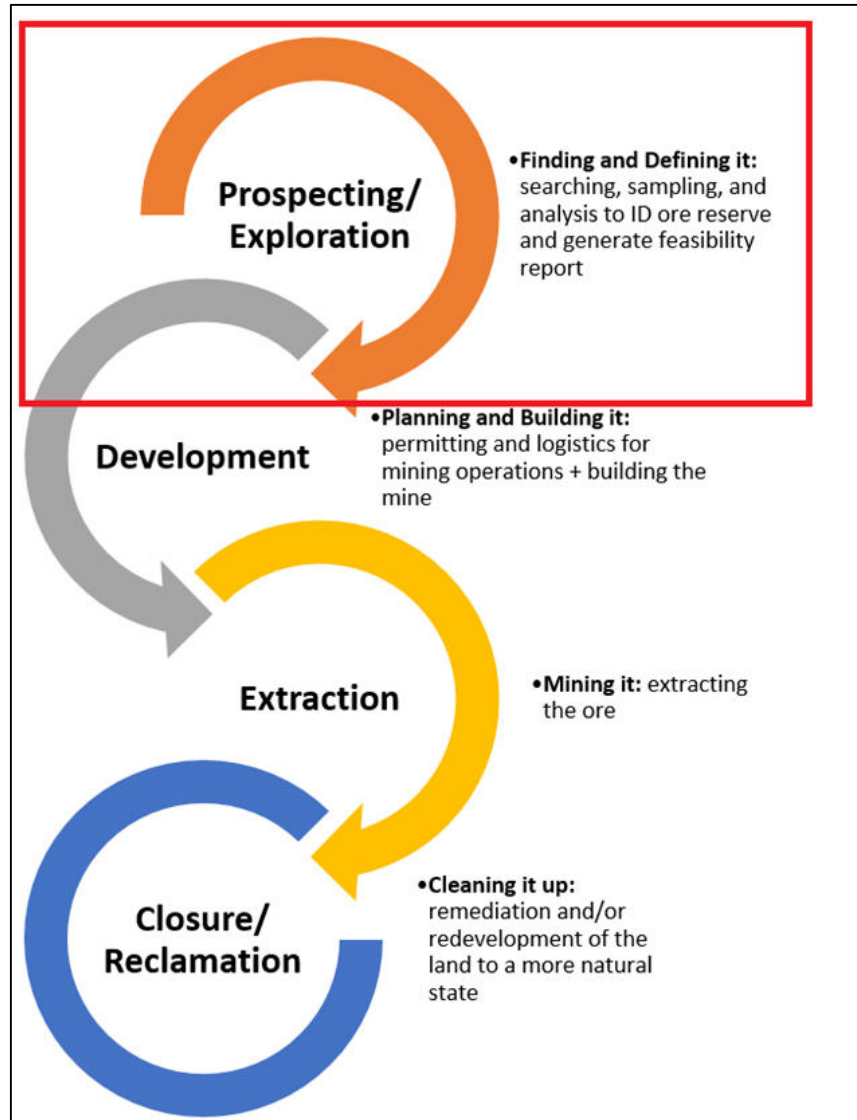 Prospecting/
Exploration
•Finding and Defining it:
searching, sampling, and
analysis to ID ore reserve
and generate feasibility
report
Development
•Planning and Building it:
permitting and logistics for
mining operations + building the
mine
Extraction
•Mining it: extracting
the ore
Closure/
Reclamation
•Cleaning it up:
remediation and/or
redevelopment of the
land to a more natural
state